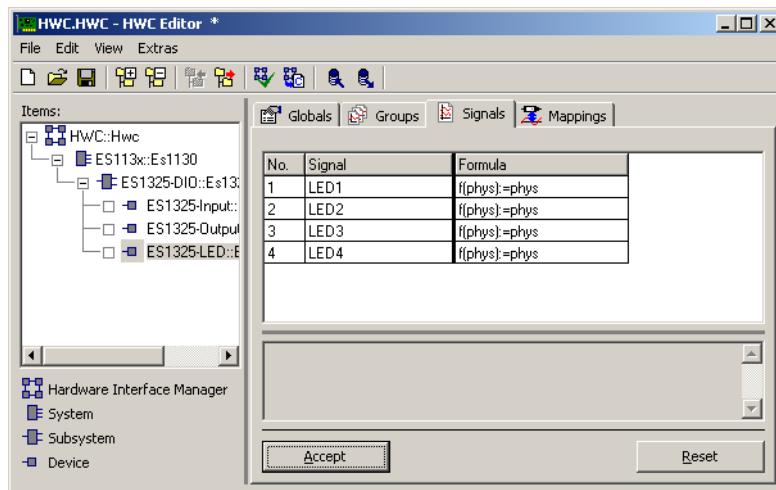 HWC.HWC - HWC Editor *
File Edit View Extras
Items:
HWC::Hwc
ES113x::Es1130
ES1325-DIO::Es132
ES1325-Input::
ES1325-Output
ES1325-LED::E
Hardware Interface Manager
System
Subsystem
Device
Globals Groups Signals Mappings
No. Signal Formula
1 LED1 f(phys):=phys
2 LED2 f(phys):=phys
3 LED3 f(phys):=phys
4 LED4 f(phys):=phys
Accept Reset